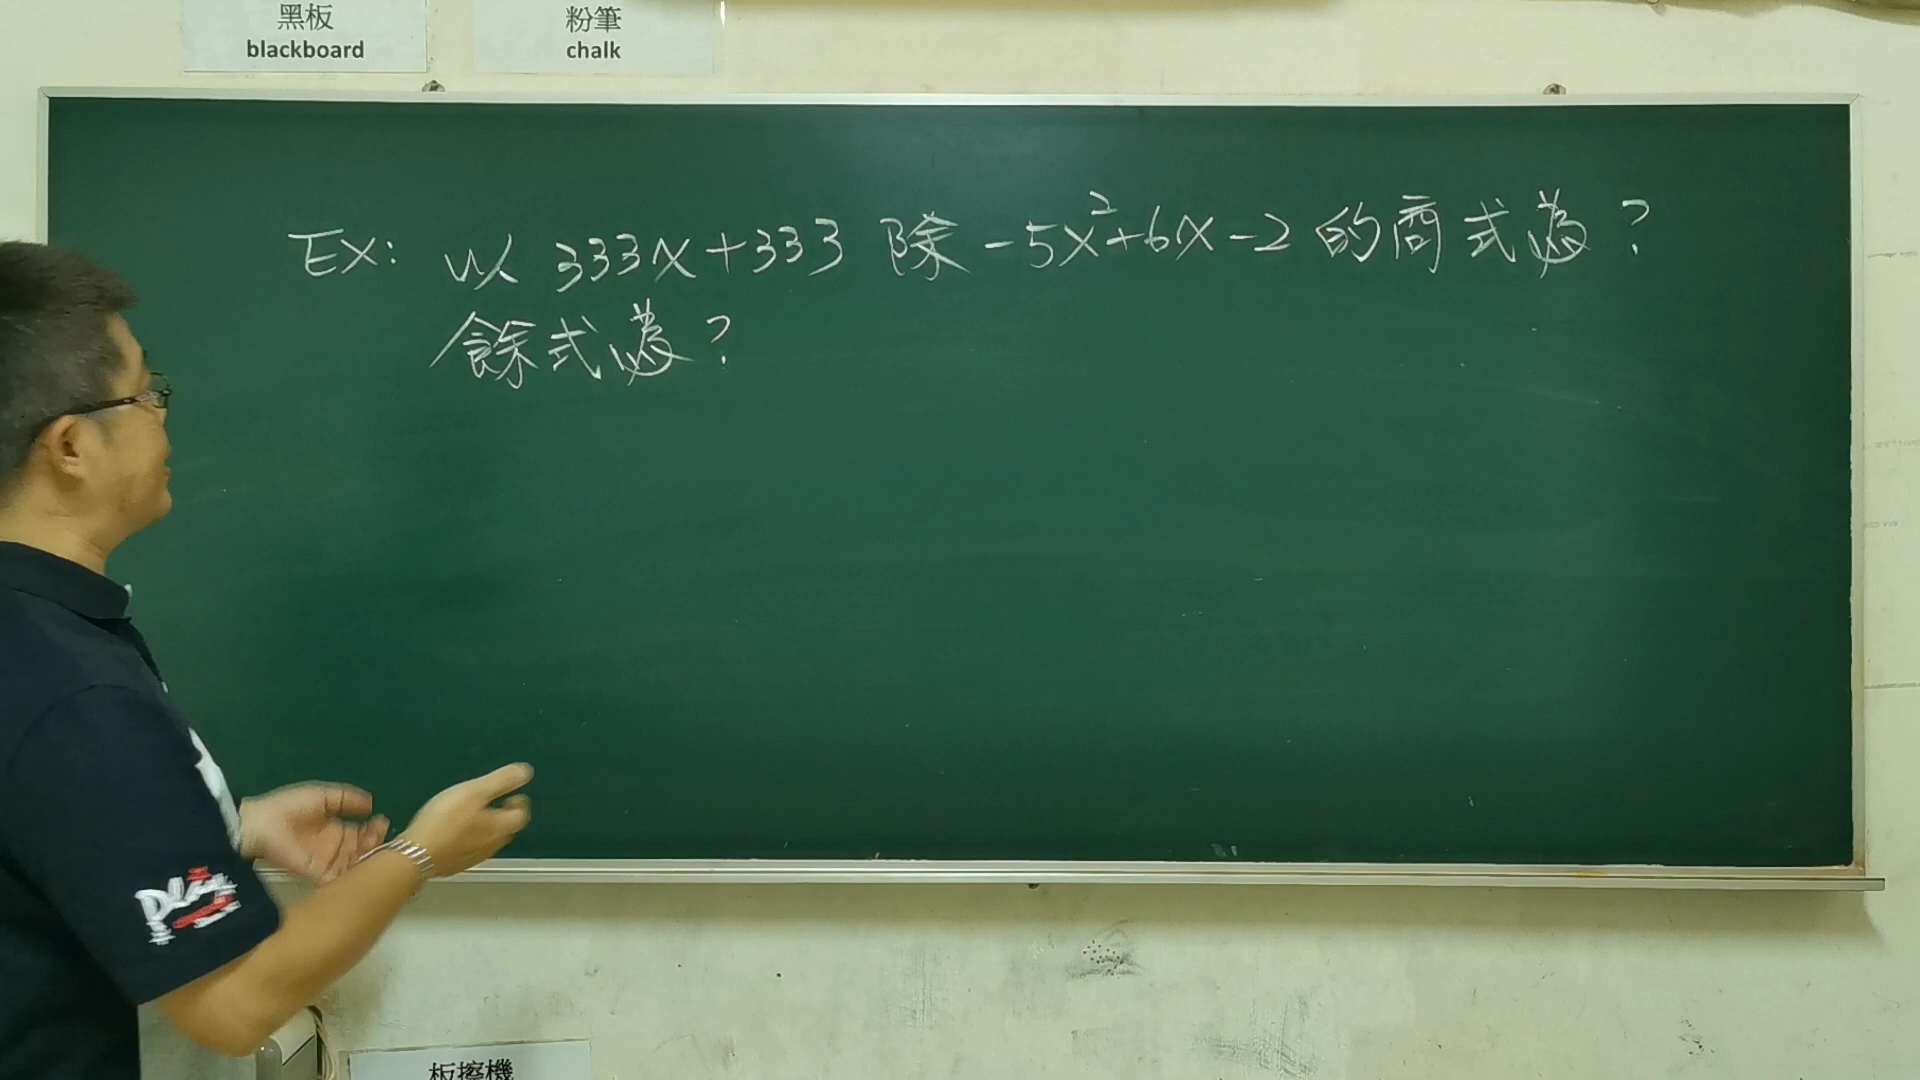 黑板
blackboard
粉筆
chalk
EX: 以 333x+333 除 -5x²+6x-2 的商式為?
餘式為?
Play
板擦機